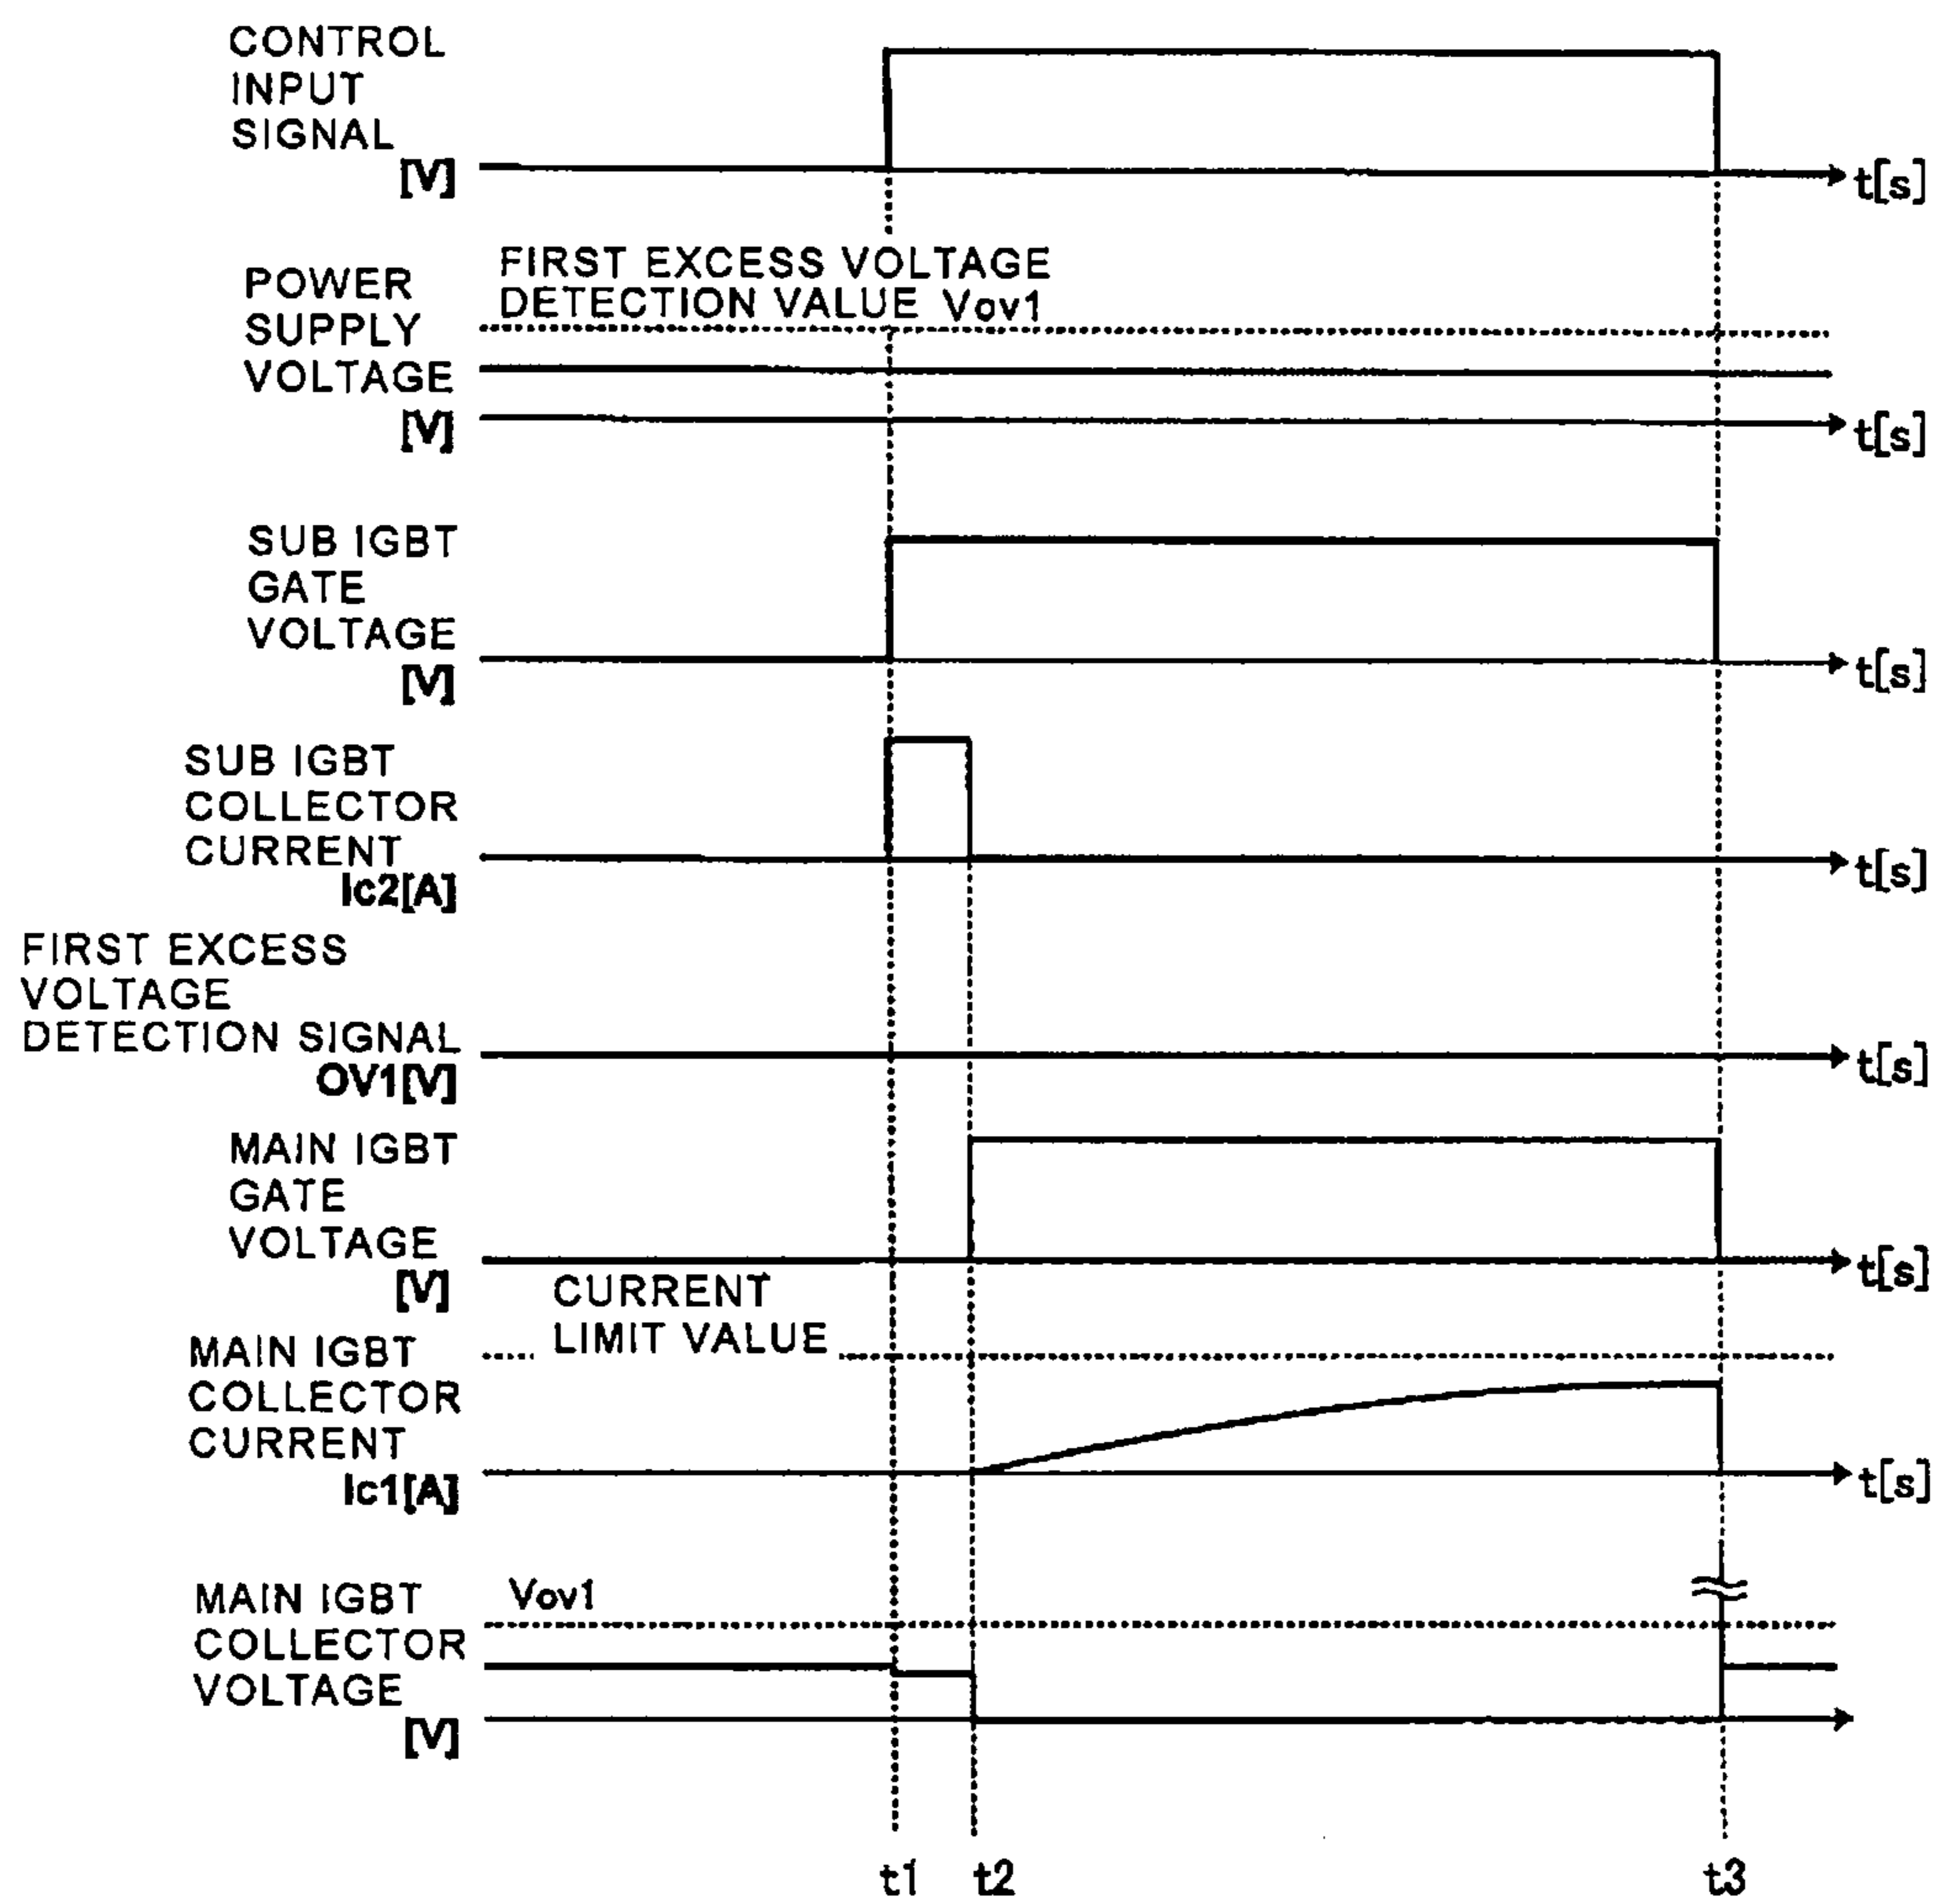 CONTROL
INPUT
SIGNAL
[V]
t[s]
FIRST EXCESS VOLTAGE
DETECTION VALUE Vov1
POWER
SUPPLY
VOLTAGE
[V]
t[s]
SUB IGBT
GATE
VOLTAGE
[V]
t[s]
SUB IGBT
COLLECTOR
CURRENT
Ic2[A]
t[s]
FIRST EXCESS
VOLTAGE
DETECTION SIGNAL
OV1[V]
t[s]
MAIN IGBT
GATE
VOLTAGE
[V]
t[s]
CURRENT
LIMIT VALUE
MAIN IGBT
COLLECTOR
CURRENT
Ic1[A]
t[s]
MAIN IGBT
COLLECTOR
VOLTAGE
[V]
Vov1
t1 t2 t3